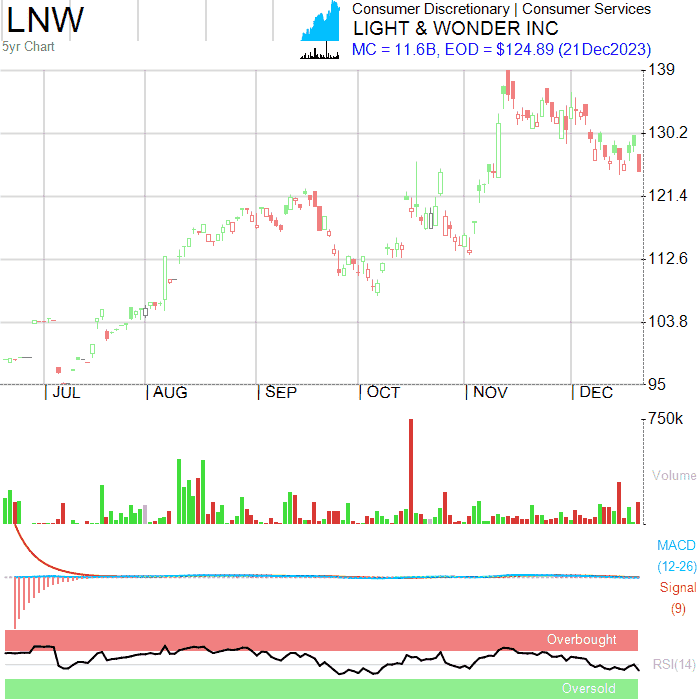 LNW
5yr Chart
Consumer Discretionary | Consumer Services
LIGHT & WONDER INC
MC = 11.6B, EOD = $124.89 (21Dec2023)
139
130.2
121.4
112.6
103.8
95
JUL
AUG
SEP
OCT
NOV
DEC
750k
Volume
MACD
(12-26)
Signal
(9)
Overbought
RSI(14)
Oversold